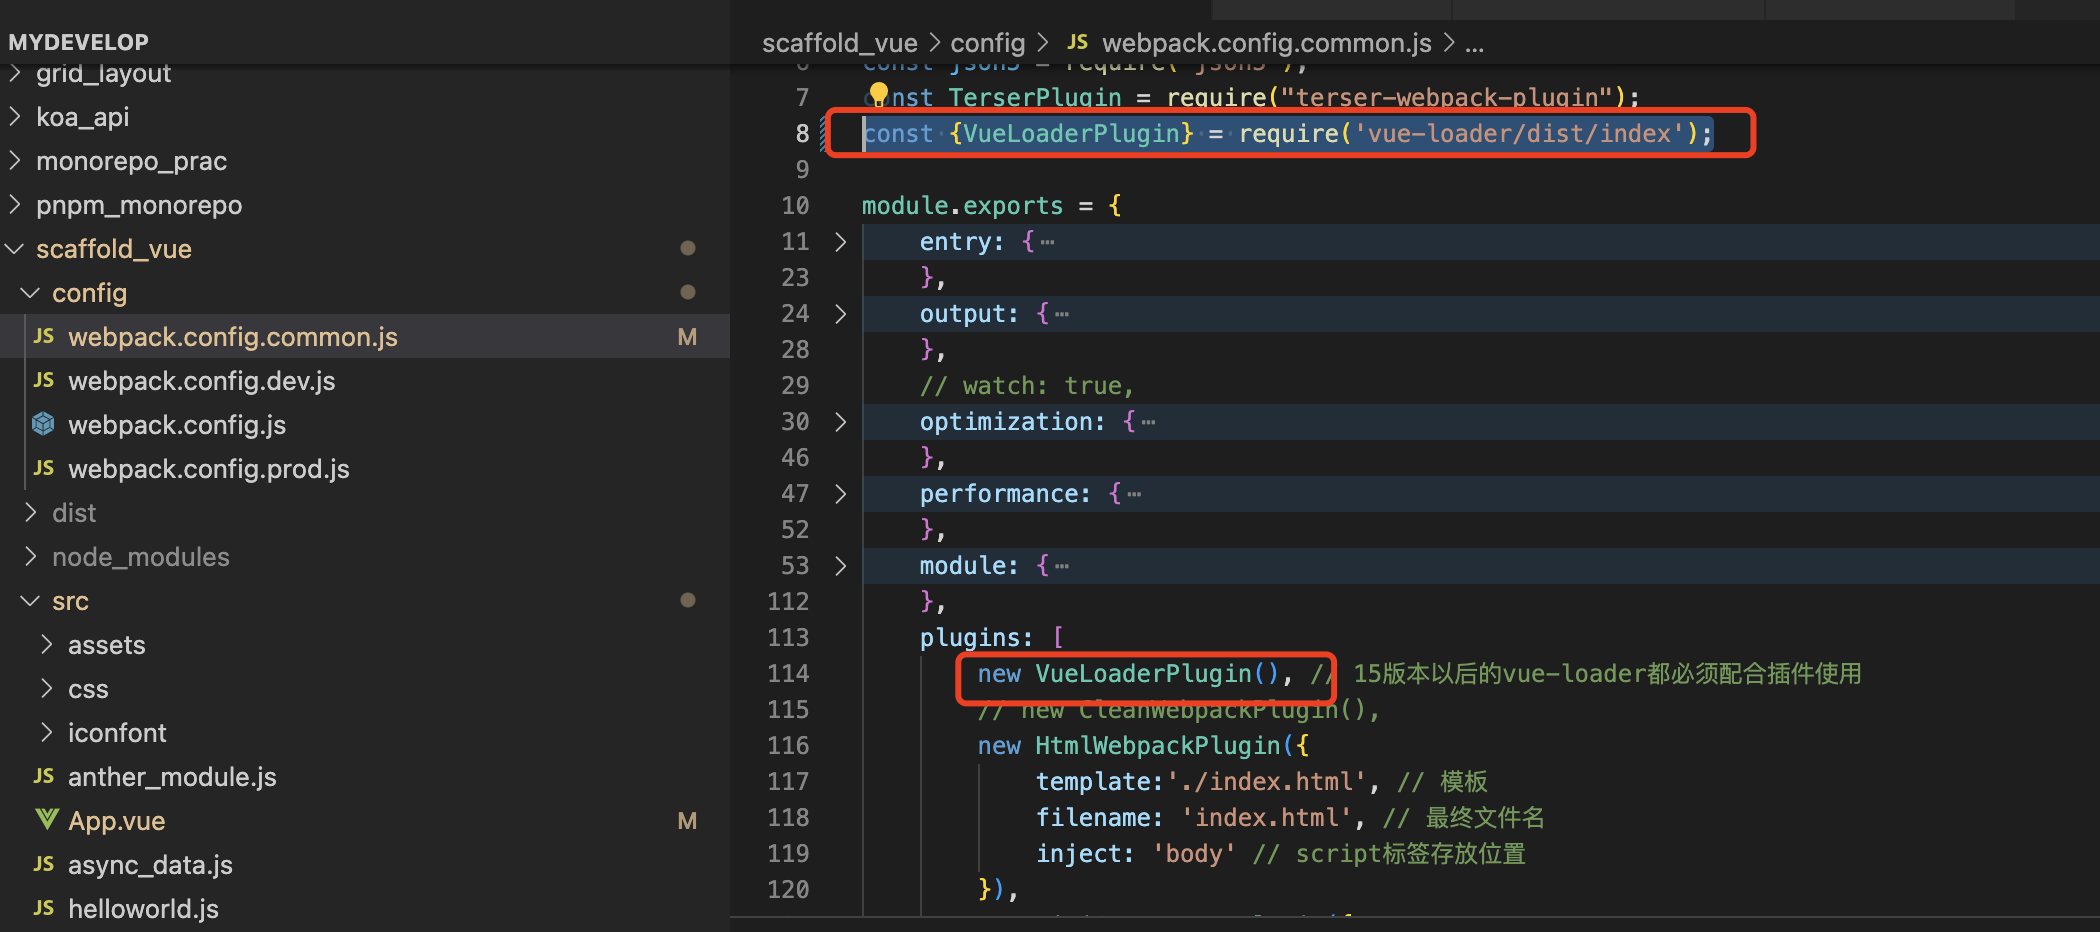 MYDEVELOP
grid_layout
koa_api
monorepo_prac
pnpm_monorepo
scaffold_vue
config
JS webpack.config.common.js M
JS webpack.config.dev.js
webpack.config.js
JS webpack.config.prod.js
dist
node_modules
src
assets
css
iconfont
JS anther_module.js
App.vue M
JS async_data.js
JS helloworld.js
scaffold_vue > config > JS webpack.config.common.js > ...
6 const json5 = require('json5');
7 const TerserPlugin = require("terser-webpack-plugin");
8 const {VueLoaderPlugin} = require('vue-loader/dist/index');
9
10 module.exports = {
11 entry: {⋯
23 },
24 output: {⋯
28 },
29 // watch: true,
30 optimization: {⋯
46 },
47 performance: {⋯
52 },
53 module: {⋯
112 },
113 plugins: [
114 new VueLoaderPlugin(), // 15版本以后的vue-loader都必须配合插件使用
115 // new CleanWebpackPlugin(),
116 new HtmlWebpackPlugin({
117 template:'./index.html', // 模板
118 filename: 'index.html', // 最终文件名
119 inject: 'body' // script标签存放位置
120 }),